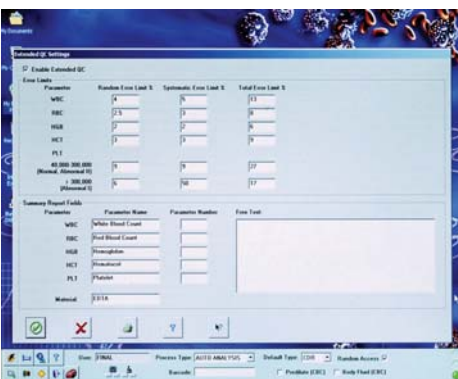 My Documents
Extended QC Settings
Enable Extended QC
Error Limits
Parameter Random Error Limit % Systematic Error Limit % Total Error Limit %
WBC 4 5 13
RBC 2.5 3 8
HGB 2 2 6
HCT 3 3 9
PLT
40,000-300,000 9 9 27
(Normal, Abnormal II)
< 300,000 6 50 17
(Abnormal I)
Summary Report Fields
Parameter Parameter Name Parameter Number Free Text
WBC White Blood Count
RBC Red Blood Count
HGB Hemoglobin
HCT Hematocrit
PLT Platelet
Material EDTA
User: FINAL Process Type AUTO ANALYSIS Default Type: CDR Random Access
Barcode: Predilute (CBC) Body Fluid (CBC)